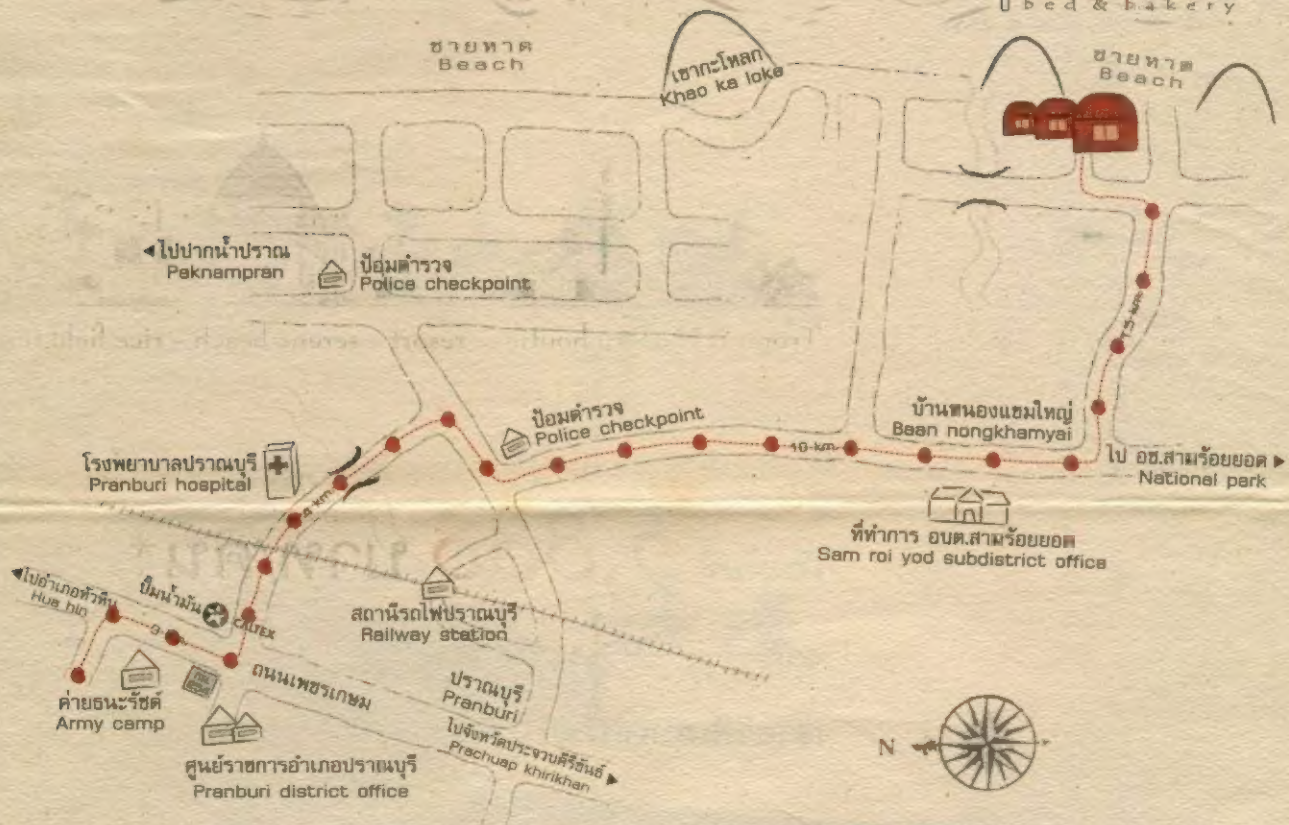 bed & bakery
ชายหาด
Beach
เขากะโหลก
Khao ka loke
ชายหาด
Beach
◀ไปปากน้ำปราณ
Paknampran
ป้อมตำรวจ
Police checkpoint
1.5 km.
ป้อมตำรวจ
Police checkpoint
บ้านหนองแขมใหญ่
Baan nongkhamyai
10 km.
ไป อช.สามร้อยยอด ▶
National park
โรงพยาบาลปราณบุรี
Pranburi hospital
4 km.
ที่ทำการ อบต.สามร้อยยอด
Sam roi yod subdistrict office
◀ไปอำเภอหัวหิน
Hua hin
ปั๊มน้ำมัน
CALTEX
สถานีรถไฟปราณบุรี
Railway station
ถนนเพชรเกษม
ปราณบุรี
Pranburi
ค่ายธนะรัชต์
Army camp
ไปจังหวัดประจวบคีรีขันธ์
Prachuap khirikhan ▶
N
ศูนย์ราชการอำเภอปราณบุรี
Pranburi district office